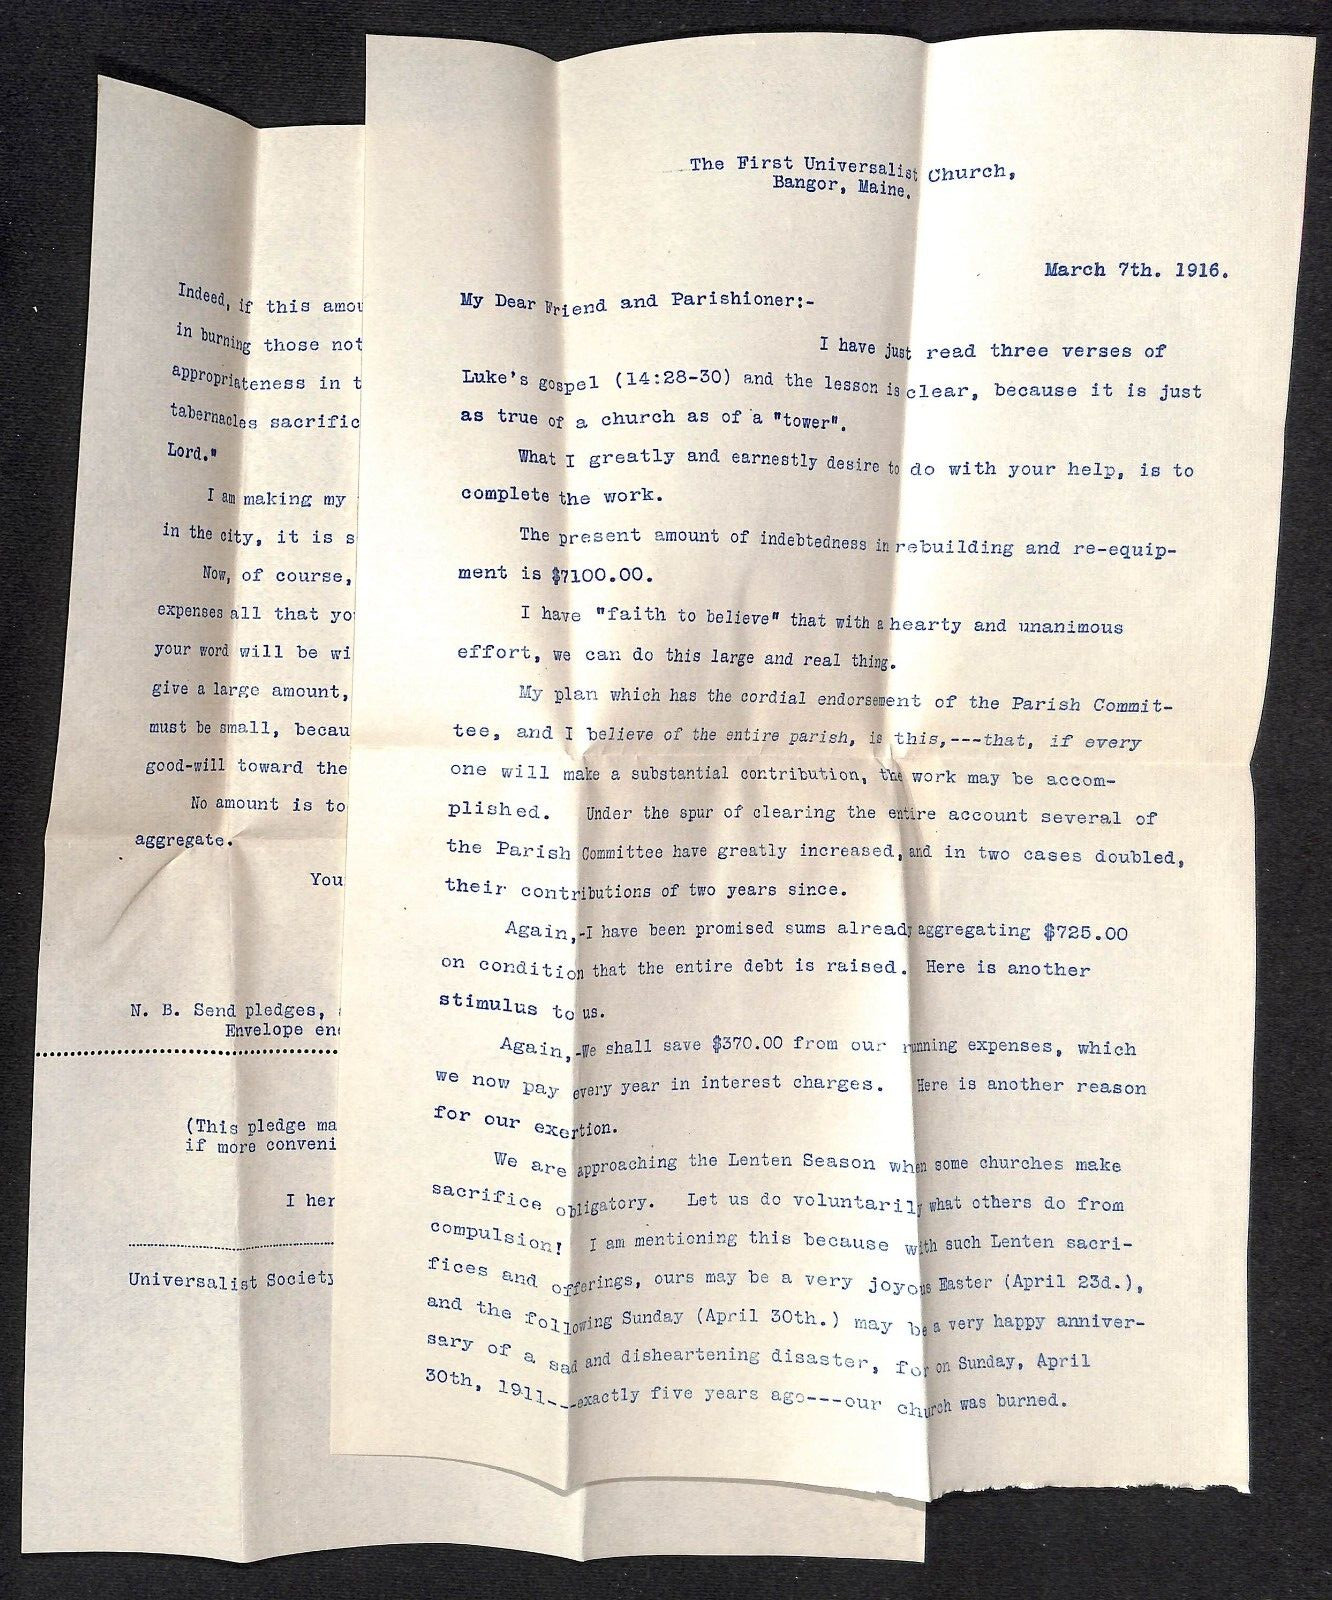 The First Universalist Church,
Bangor, Maine.
March 7th. 1916.
My Dear Friend and Parishioner:-
I have just read three verses of
Luke's gospel (14:28-30) and the lesson is clear, because it is just
as true of a church as of a "tower".
What I greatly and earnestly desire to do with your help, is to
complete the work.
The present amount of indebtedness in rebuilding and re-equip-
ment is $7100.00.
I have "faith to believe" that with a hearty and unanimous
effort, we can do this large and real thing.
My plan which has the cordial endorsement of the Parish Commit-
tee, and I believe of the entire parish, is this,---that, if every
one will make a substantial contribution, the work may be accom-
plished. Under the spur of clearing the entire account several of
the Parish Committee have greatly increased, and in two cases doubled,
their contributions of two years since.
Again,-I have been promised sums already aggregating $725.00
on condition that the entire debt is raised. Here is another
stimulus to us.
Again,-We shall save $370.00 from our running expenses, which
we now pay every year in interest charges. Here is another reason
for our exertion.
We are approaching the Lenten Season when some churches make
sacrifice obligatory. Let us do voluntarily what others do from
compulsion! I am mentioning this because with such Lenten sacri-
fices and offerings, ours may be a very joyous Easter (April 23d.),
and the following Sunday (April 30th.) may be a very happy anniver-
sary of a sad and disheartening disaster, for on Sunday, April
30th, 1911---exactly five years ago---our church was burned.
Indeed, if this amou
in burning those not
appropriateness in t
tabernacles sacrific
Lord."
I am making my
in the city, it is s
Now, of course,
expenses all that yo
your word will be wi
give a large amount,
must be small, becau
good-will toward the
No amount is to
aggregate.
You
N. B. Send pledges,
Envelope en
(This pledge ma
if more conveni
I her
Universalist Society